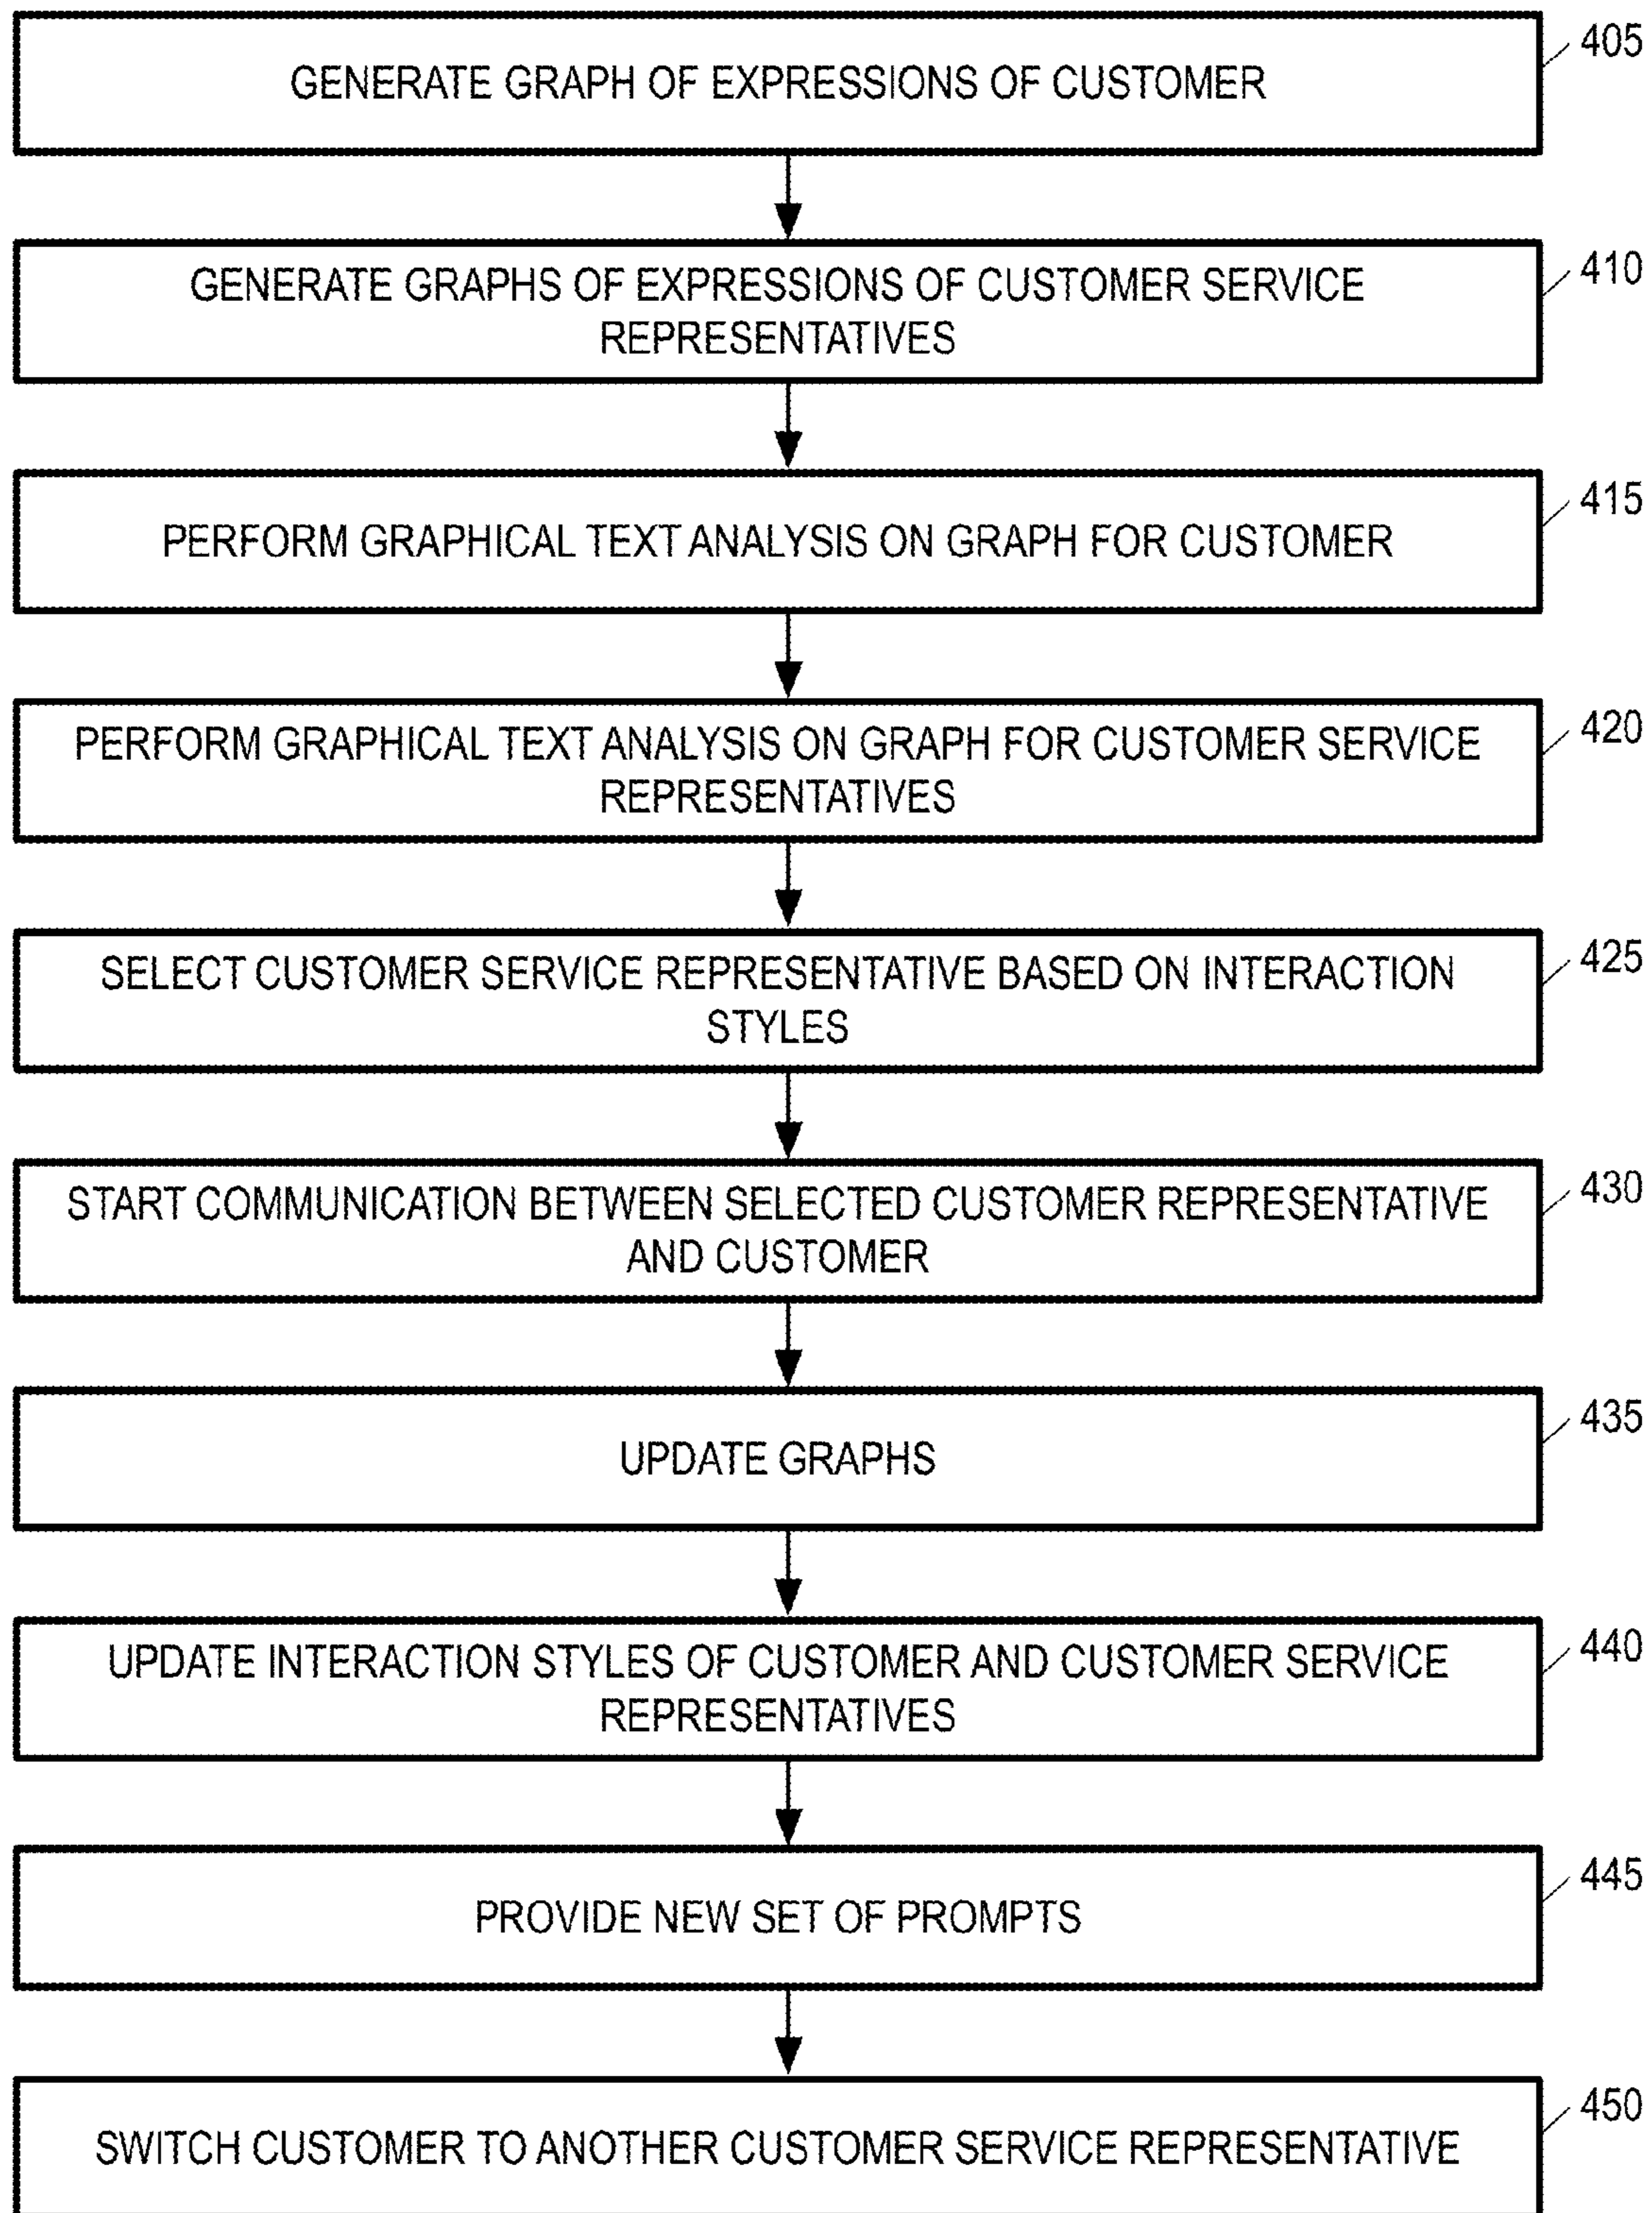 405
GENERATE GRAPH OF EXPRESSIONS OF CUSTOMER
410
GENERATE GRAPHS OF EXPRESSIONS OF CUSTOMER SERVICE
REPRESENTATIVES
415
PERFORM GRAPHICAL TEXT ANALYSIS ON GRAPH FOR CUSTOMER
420
PERFORM GRAPHICAL TEXT ANALYSIS ON GRAPH FOR CUSTOMER SERVICE
REPRESENTATIVES
425
SELECT CUSTOMER SERVICE REPRESENTATIVE BASED ON INTERACTION
STYLES
430
START COMMUNICATION BETWEEN SELECTED CUSTOMER REPRESENTATIVE
AND CUSTOMER
435
UPDATE GRAPHS
440
UPDATE INTERACTION STYLES OF CUSTOMER AND CUSTOMER SERVICE
REPRESENTATIVES
445
PROVIDE NEW SET OF PROMPTS
450
SWITCH CUSTOMER TO ANOTHER CUSTOMER SERVICE REPRESENTATIVE